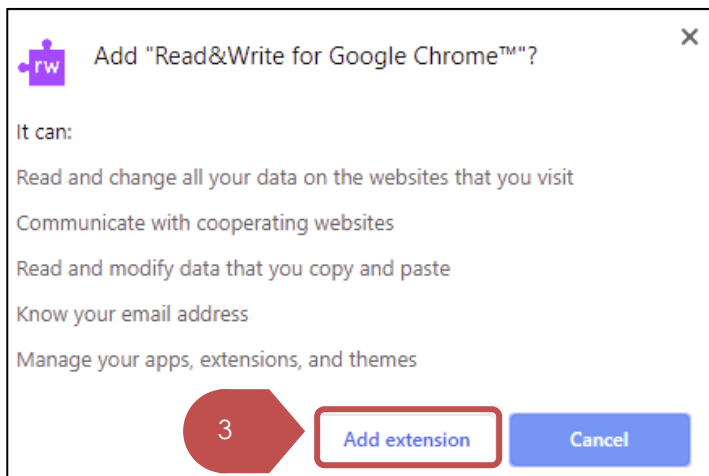 rw
Add "Read&Write for Google Chrome™"?
It can:
Read and change all your data on the websites that you visit
Communicate with cooperating websites
Read and modify data that you copy and paste
Know your email address
Manage your apps, extensions, and themes
3
Add extension
Cancel